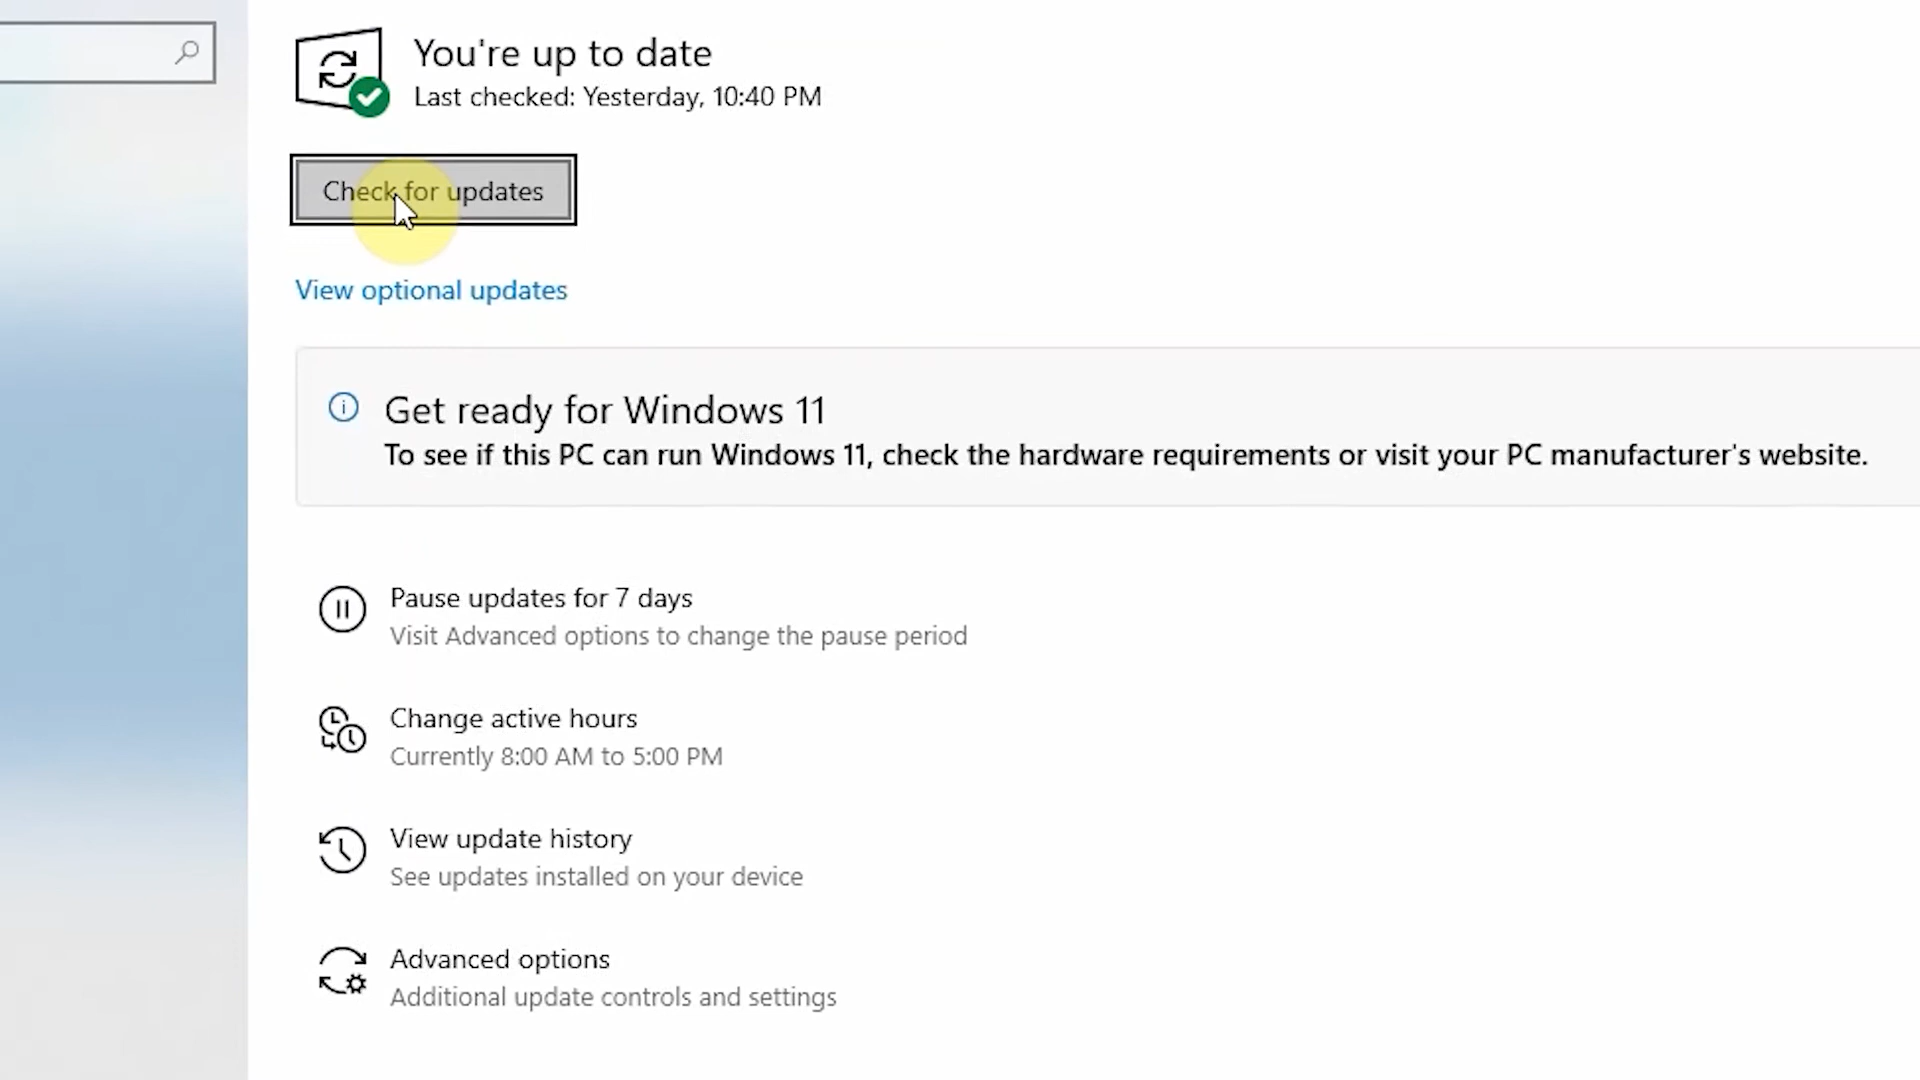 You're up to date
Last checked: Yesterday, 10:40 PM
Check for updates
View optional updates
Get ready for Windows 11
To see if this PC can run Windows 11, check the hardware requirements or visit your PC manufacturer's website.
Pause updates for 7 days
Visit Advanced options to change the pause period
Change active hours
Currently 8:00 AM to 5:00 PM
View update history
See updates installed on your device
Advanced options
Additional update controls and settings